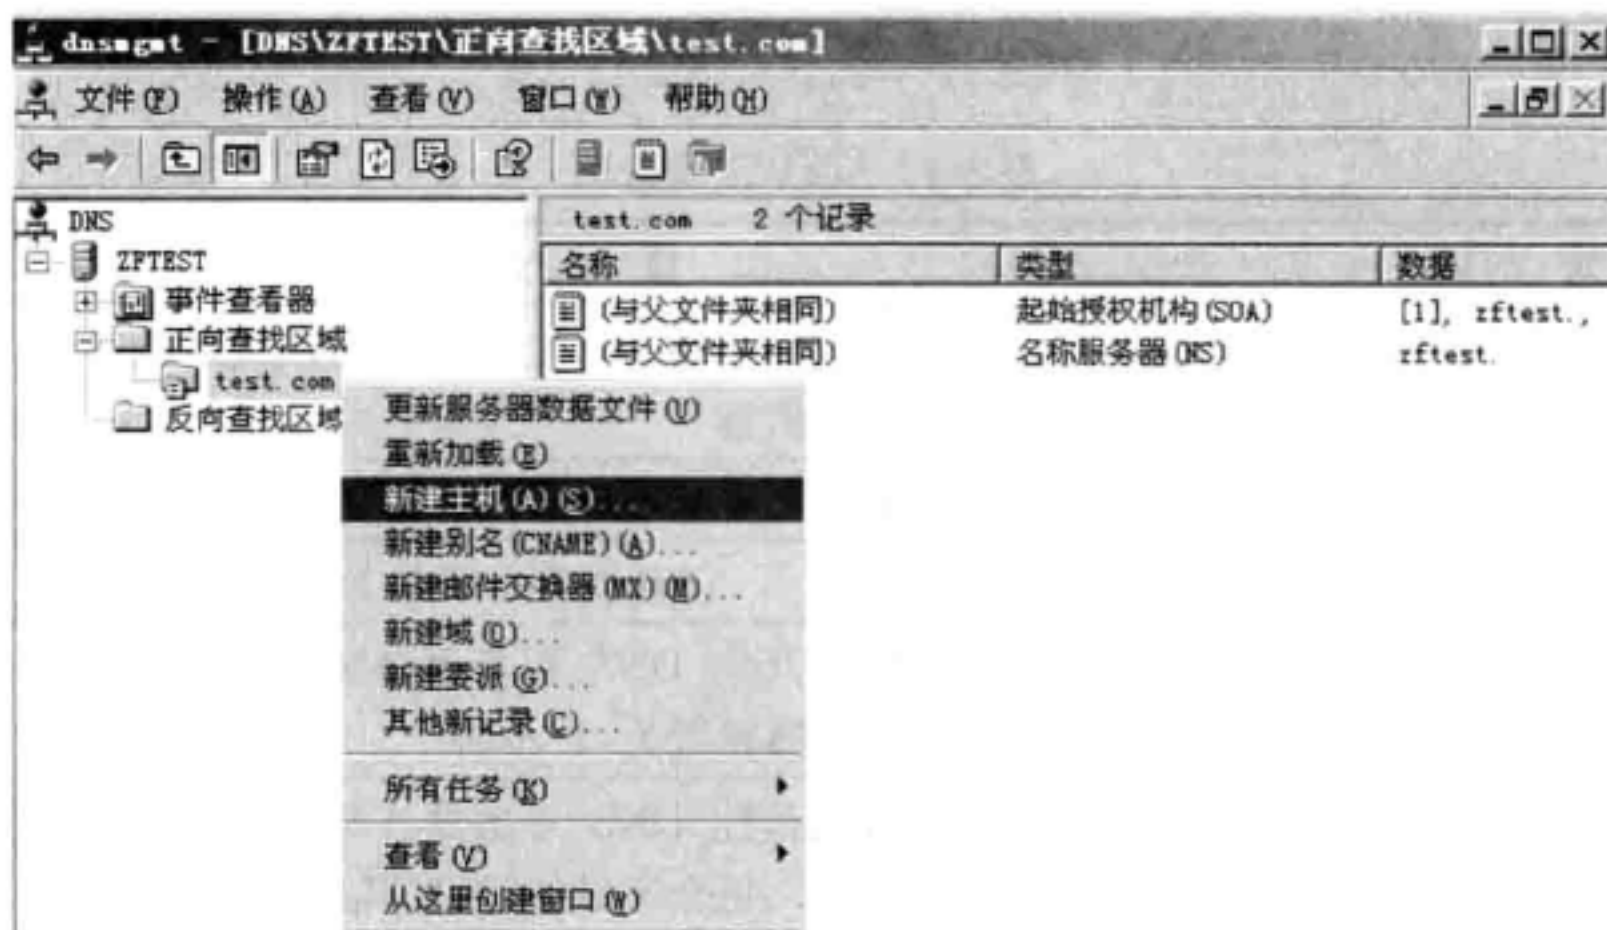 dnsmgmt - [DNS\ZFTEST\正向查找区域\test.com]
文件(F) 操作(A) 查看(V) 窗口(W) 帮助(H)
DNS
ZFTEST
事件查看器
正向查找区域
test.com
反向查找区域
test.com 2 个记录
名称 类型 数据
(与父文件夹相同) 起始授权机构(SOA) [1], zftest.,
(与父文件夹相同) 名称服务器(NS) zftest.
更新服务器数据文件(U)
重新加载(E)
新建主机(A)(S)...
新建别名(CNAME)(A)...
新建邮件交换器(MX)(M)...
新建域(O)...
新建委派(G)...
其他新记录(C)...
所有任务(K)
查看(V)
从这里创建窗口(W)